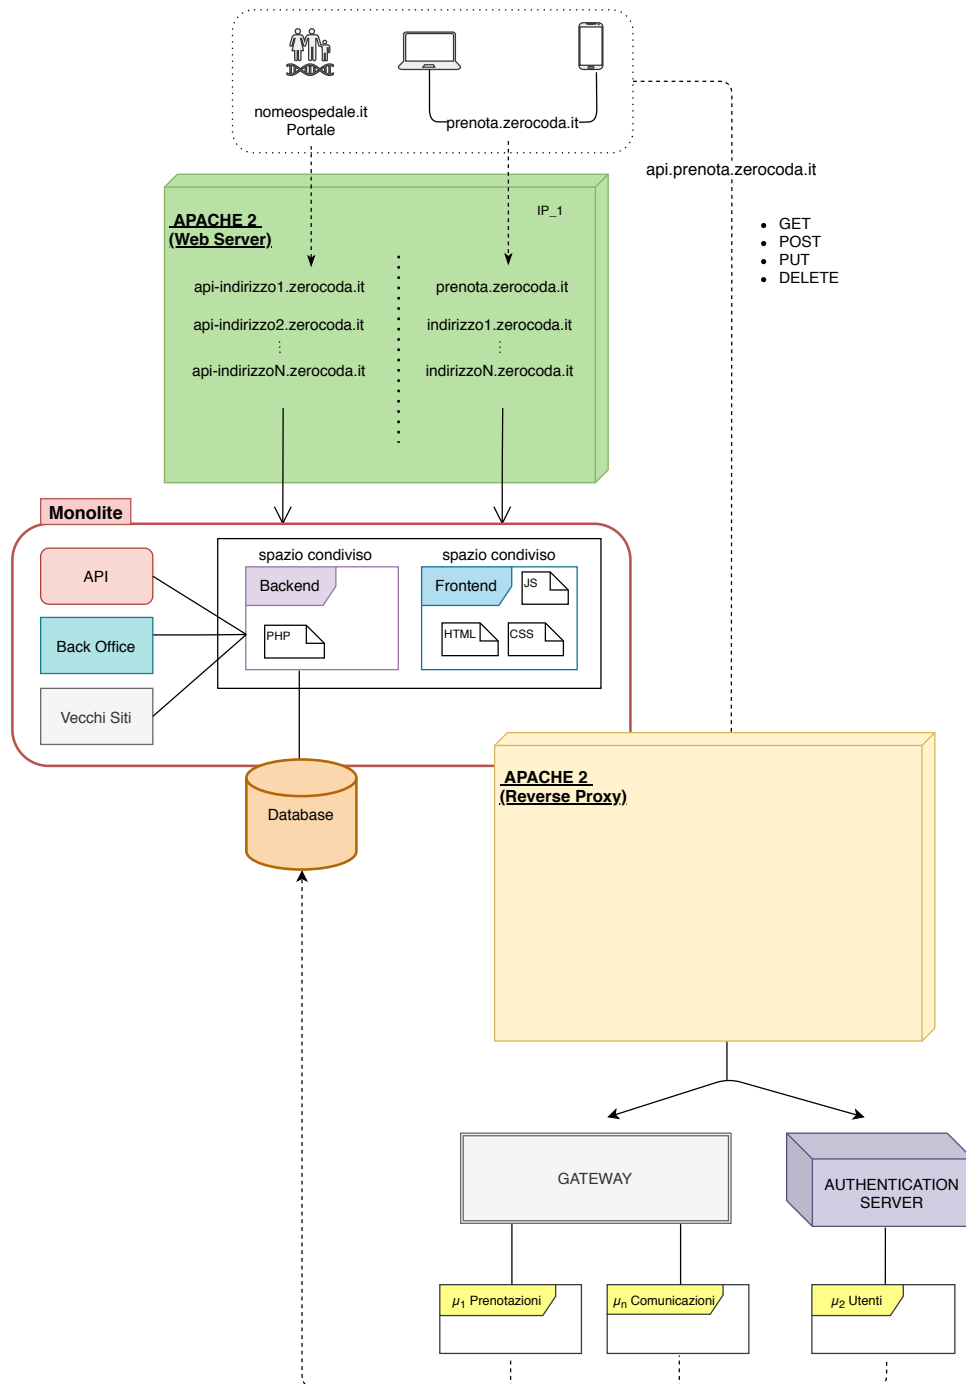 nomeospedale.it
Portale
prenota.zerocoda.it
api.prenota.zerocoda.it
GET
POST
PUT
DELETE
APACHE 2
(Web Server)
IP_1
api-indirizzo1.zerocoda.it
api-indirizzo2.zerocoda.it
api-indirizzoN.zerocoda.it
prenota.zerocoda.it
indirizzo1.zerocoda.it
indirizzoN.zerocoda.it
Monolite
API
Back Office
Vecchi Siti
spazio condiviso
Backend
PHP
spazio condiviso
Frontend
JS
HTML
CSS
Database
APACHE 2
(Reverse Proxy)
GATEWAY
AUTHENTICATION
SERVER
μ₁ Prenotazioni
μₙ Comunicazioni
μ₂ Utenti